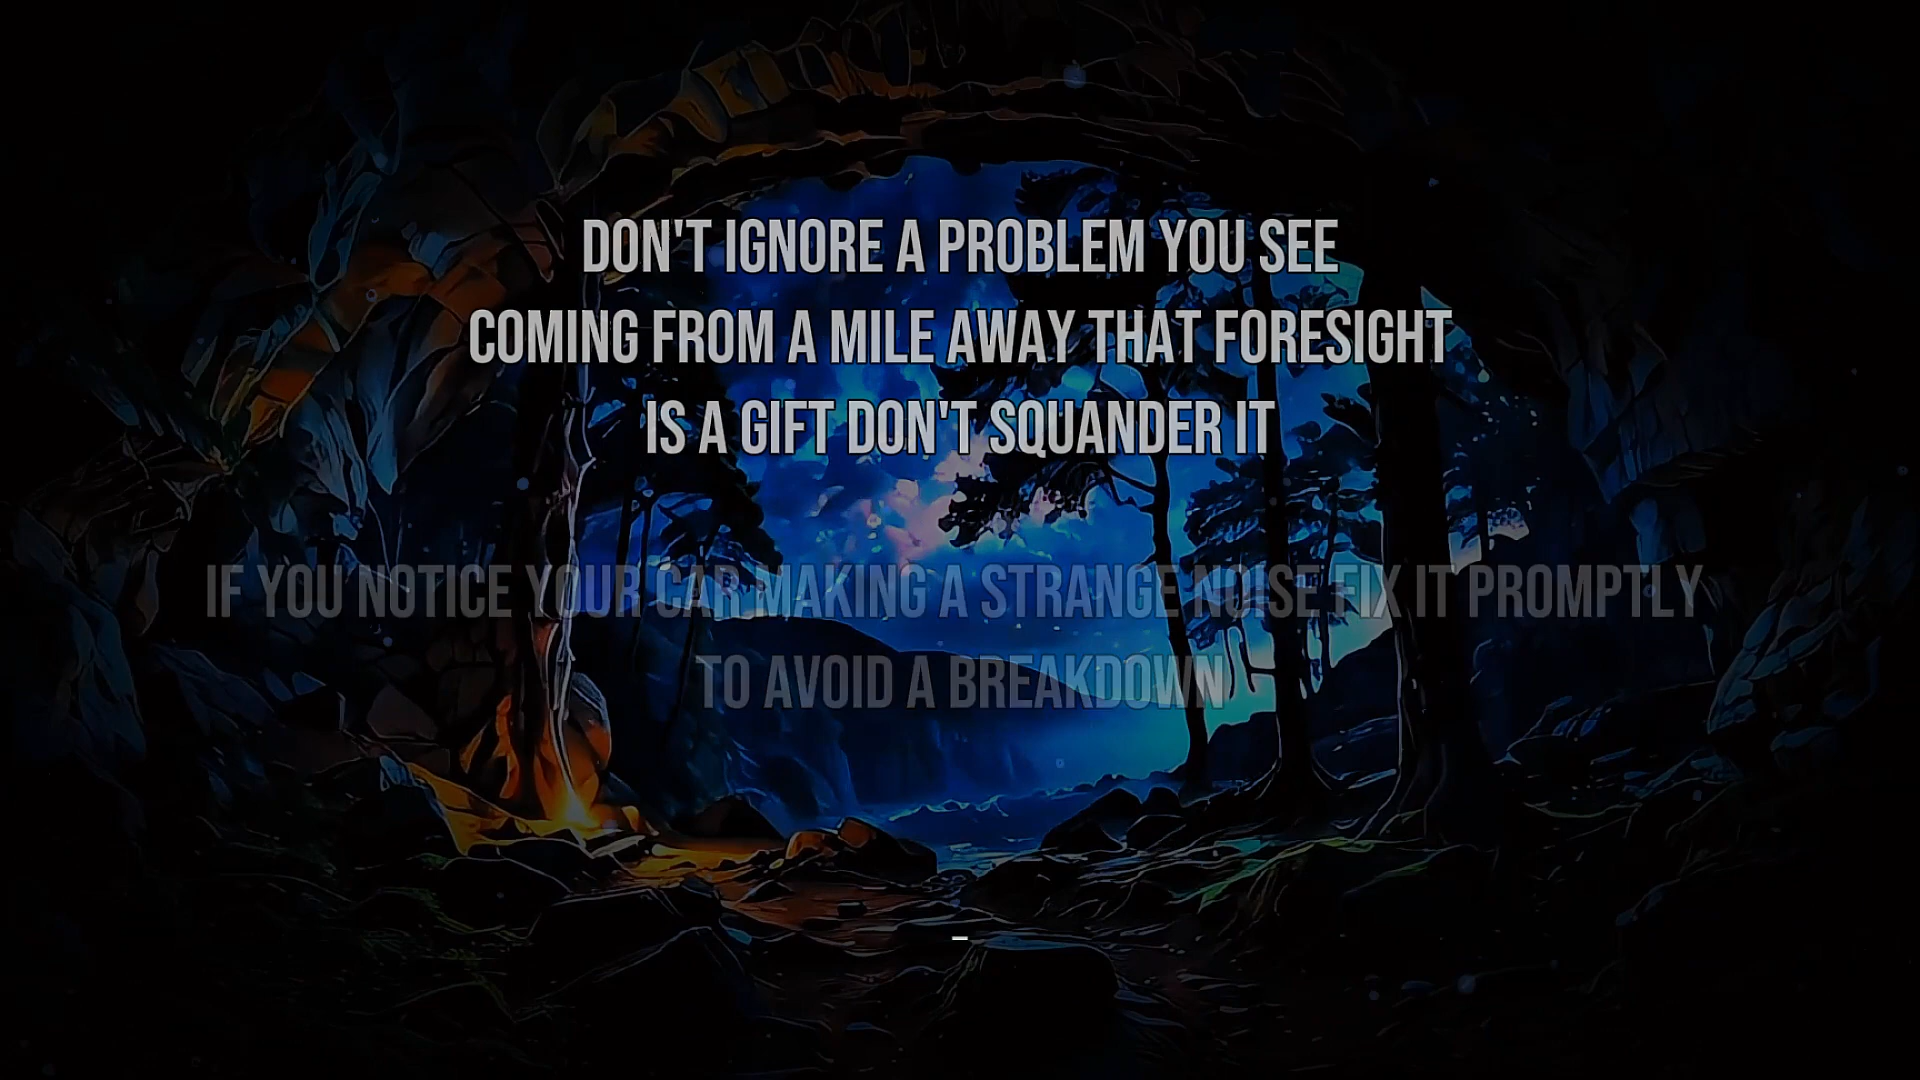 DON'T IGNORE A PROBLEM YOU SEE
COMING FROM A MILE AWAY THAT FORESIGHT
IS A GIFT DON'T SQUANDER IT
IF YOU NOTICE YOUR CAR MAKING A STRANGE NOISE FIX IT PROMPTLY
TO AVOID A BREAKDOWN
–